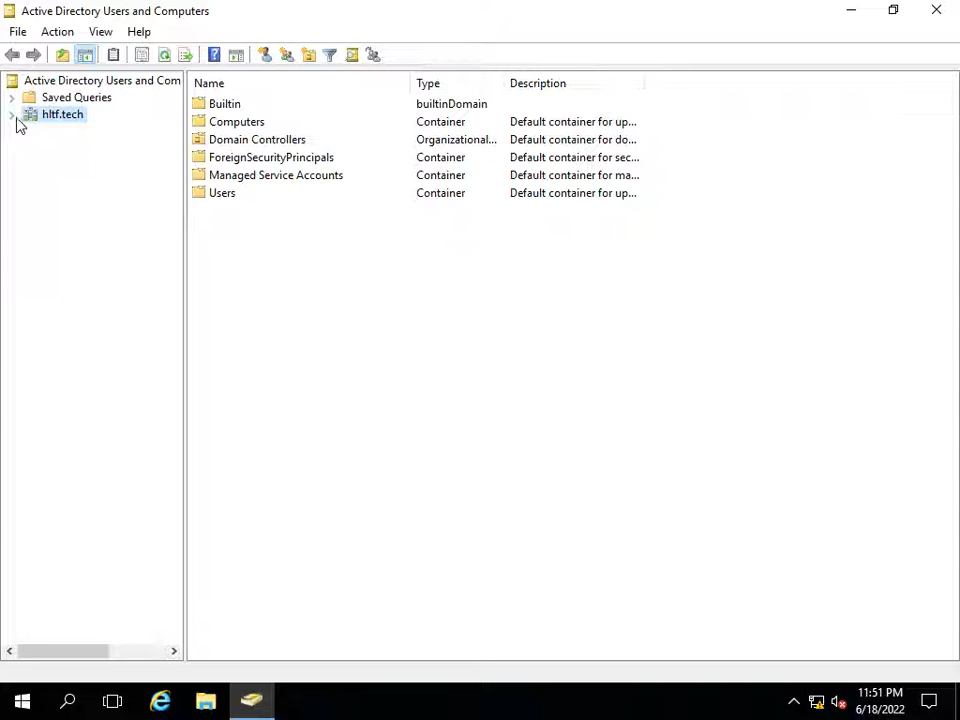 Active Directory Users and Computers
File Action View Help
Active Directory Users and Com
Saved Queries
hltf.tech
Name Type Description
Builtin builtinDomain
Computers Container Default container for up...
Domain Controllers Organizational... Default container for do...
ForeignSecurityPrincipals Container Default container for sec...
Managed Service Accounts Container Default container for ma...
Users Container Default container for up...
11:51 PM
6/18/2022